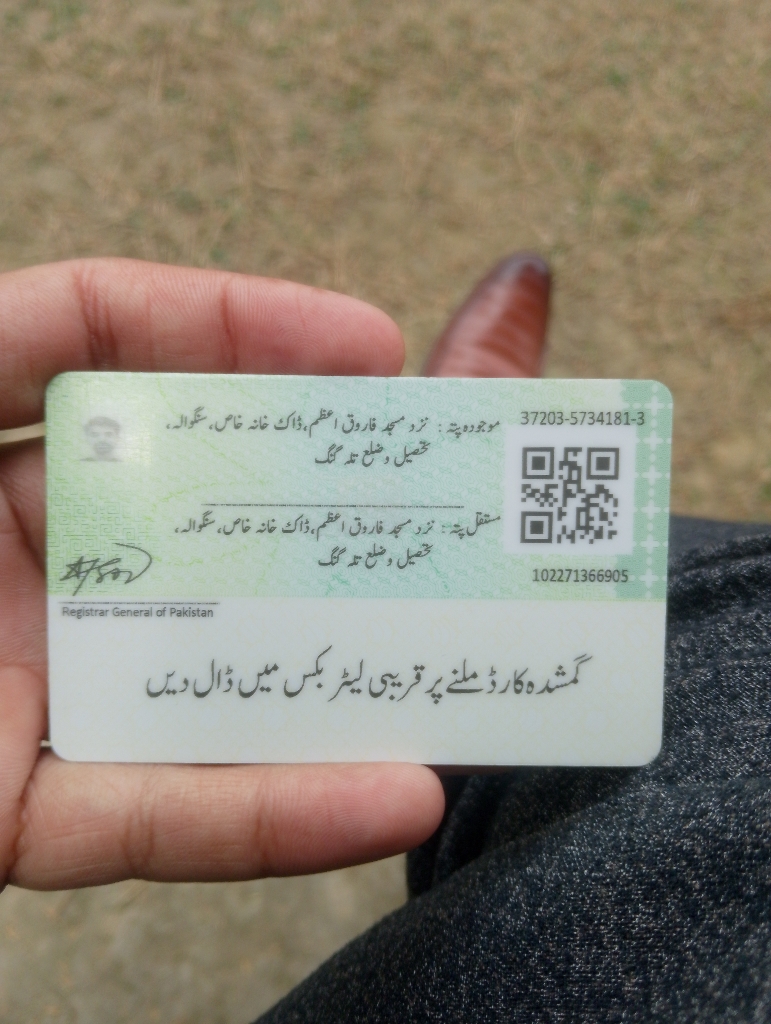 موجودہ پتہ : نزد مسجد فاروق اعظم، ڈاک خانہ خاص، سنگوالہ،
تحصیل و ضلع تلہ گنگ
37203-5734181-3
مستقل پتہ : نزد مسجد فاروق اعظم، ڈاک خانہ خاص، سنگوالہ،
تحصیل و ضلع تلہ گنگ
102271366905
Registrar General of Pakistan
گمشدہ کارڈ ملنے پر قریبی لیٹر بکس میں ڈال دیں